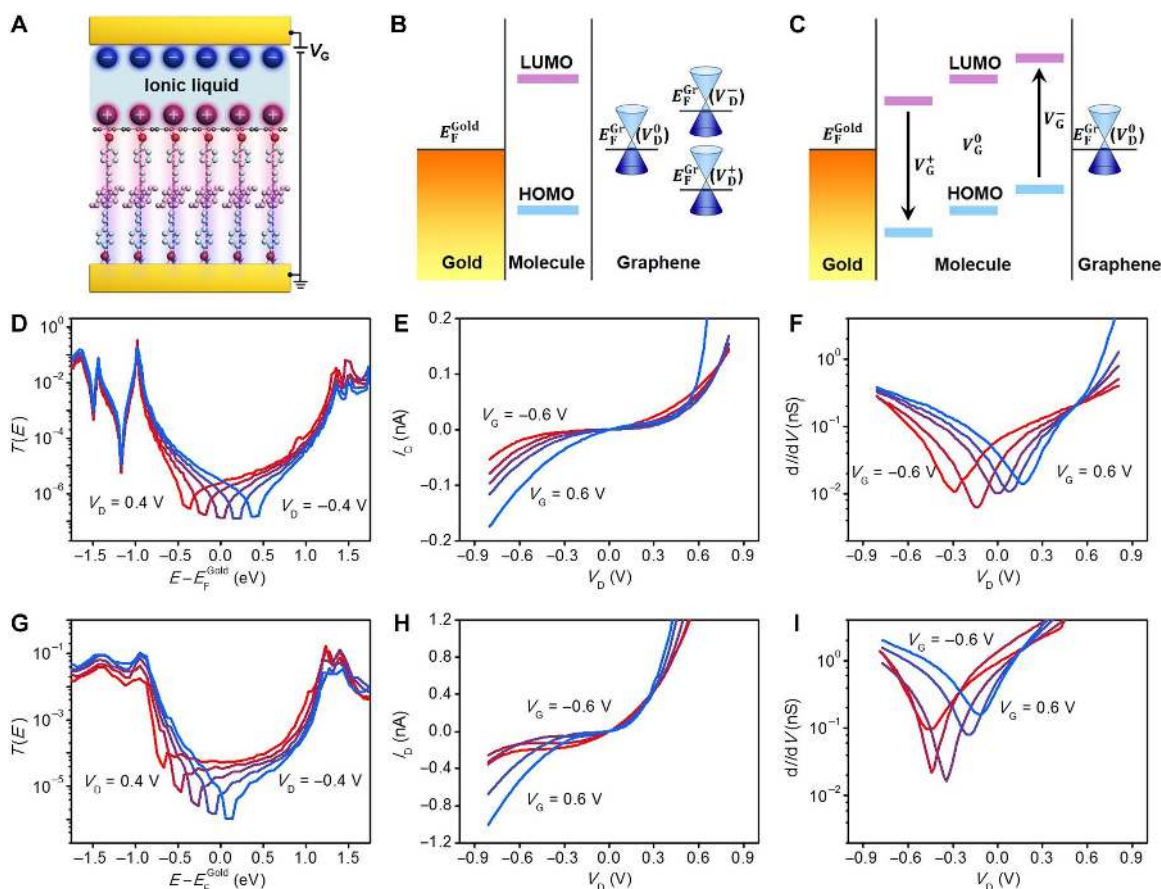 A
V_G
Ionic liquid
B
LUMO
E_F^Gold
E_F^Gr (V_D^0)
E_F^Gr (V_D^−)
E_F^Gr (V_D^+)
HOMO
Gold
Molecule
Graphene
C
LUMO
E_F^Gold
V_G^+
V_G^0
V_G^−
E_F^Gr (V_D^0)
HOMO
Gold
Molecule
Graphene
D
10^0
10^−2
10^−4
10^−6
T(E)
V_D = 0.4 V
V_D = −0.4 V
−1.5 −1.0 −0.5 0.0 0.5 1.0 1.5
E − E_F^Gold (eV)
E
0.2
0.1
0.0
−0.1
−0.2
I_D (nA)
V_G = −0.6 V
V_G = 0.6 V
−0.9 −0.6 −0.3 0.0 0.3 0.6 0.9
V_D (V)
F
10^0
10^−1
10^−2
dI/dV (nS)
V_G = −0.6 V
V_G = 0.6 V
−0.9 −0.6 −0.3 0.0 0.3 0.6 0.9
V_D (V)
G
10^−1
10^−3
10^−5
T(E)
V_D = 0.4 V
V_D = −0.4 V
−1.5 −1.0 −0.5 0.0 0.5 1.0 1.5
E − E_F^Gold (eV)
H
1.2
0.8
0.4
0.0
−0.4
−0.8
−1.2
I_D (nA)
V_G = −0.6 V
V_G = 0.6 V
−0.9 −0.6 −0.3 0.0 0.3 0.6 0.9
V_D (V)
I
10^0
10^−1
10^−2
dI/dV (nS)
V_G = −0.6 V
V_G = 0.6 V
−0.9 −0.6 −0.3 0.0 0.3 0.6 0.9
V_D (V)